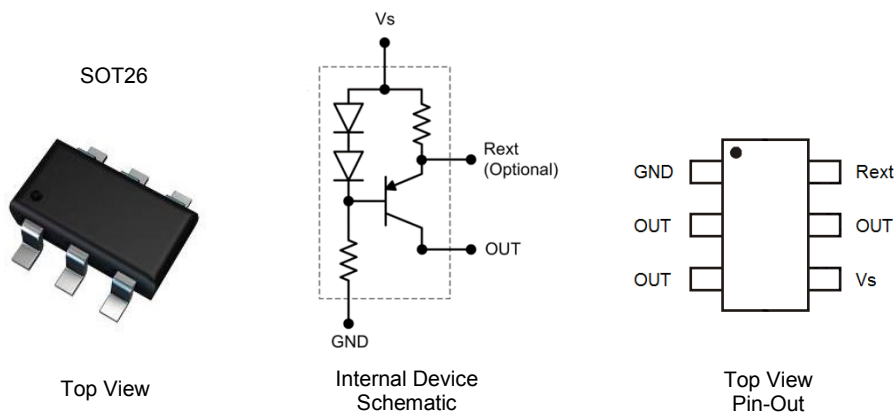 SOT26
Top View
Vs
Rext
(Optional)
OUT
GND
Internal Device
Schematic
GND
Rext
OUT
OUT
OUT
Vs
Top View
Pin-Out